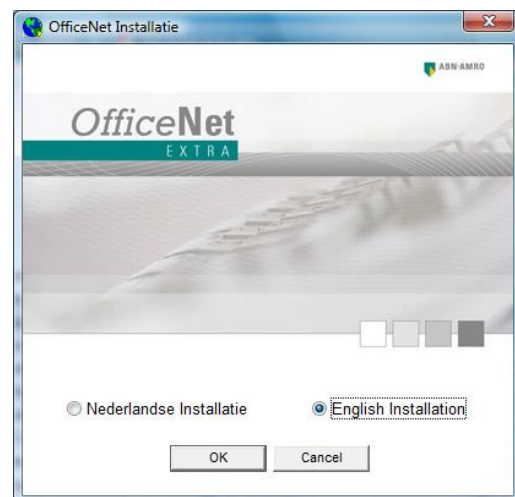 OfficeNet Installatie
ABN·AMRO
OfficeNet
EXTRA
Nederlandse Installatie
English Installation
OK
Cancel